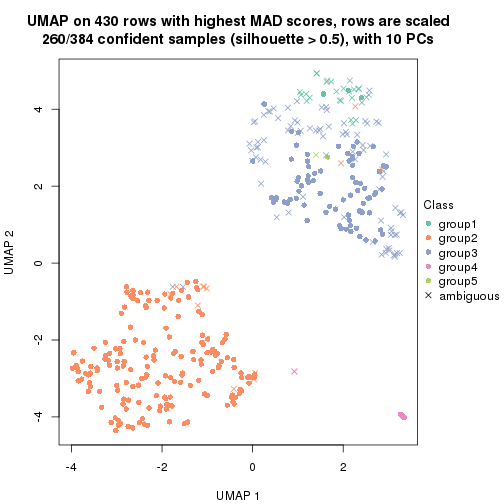 UMAP on 430 rows with highest MAD scores, rows are scaled
260/384 confident samples (silhouette > 0.5), with 10 PCs
4
2
0
-2
-4
UMAP 2
-4
-2
0
2
UMAP 1
Class
group1
group2
group3
group4
group5
ambiguous